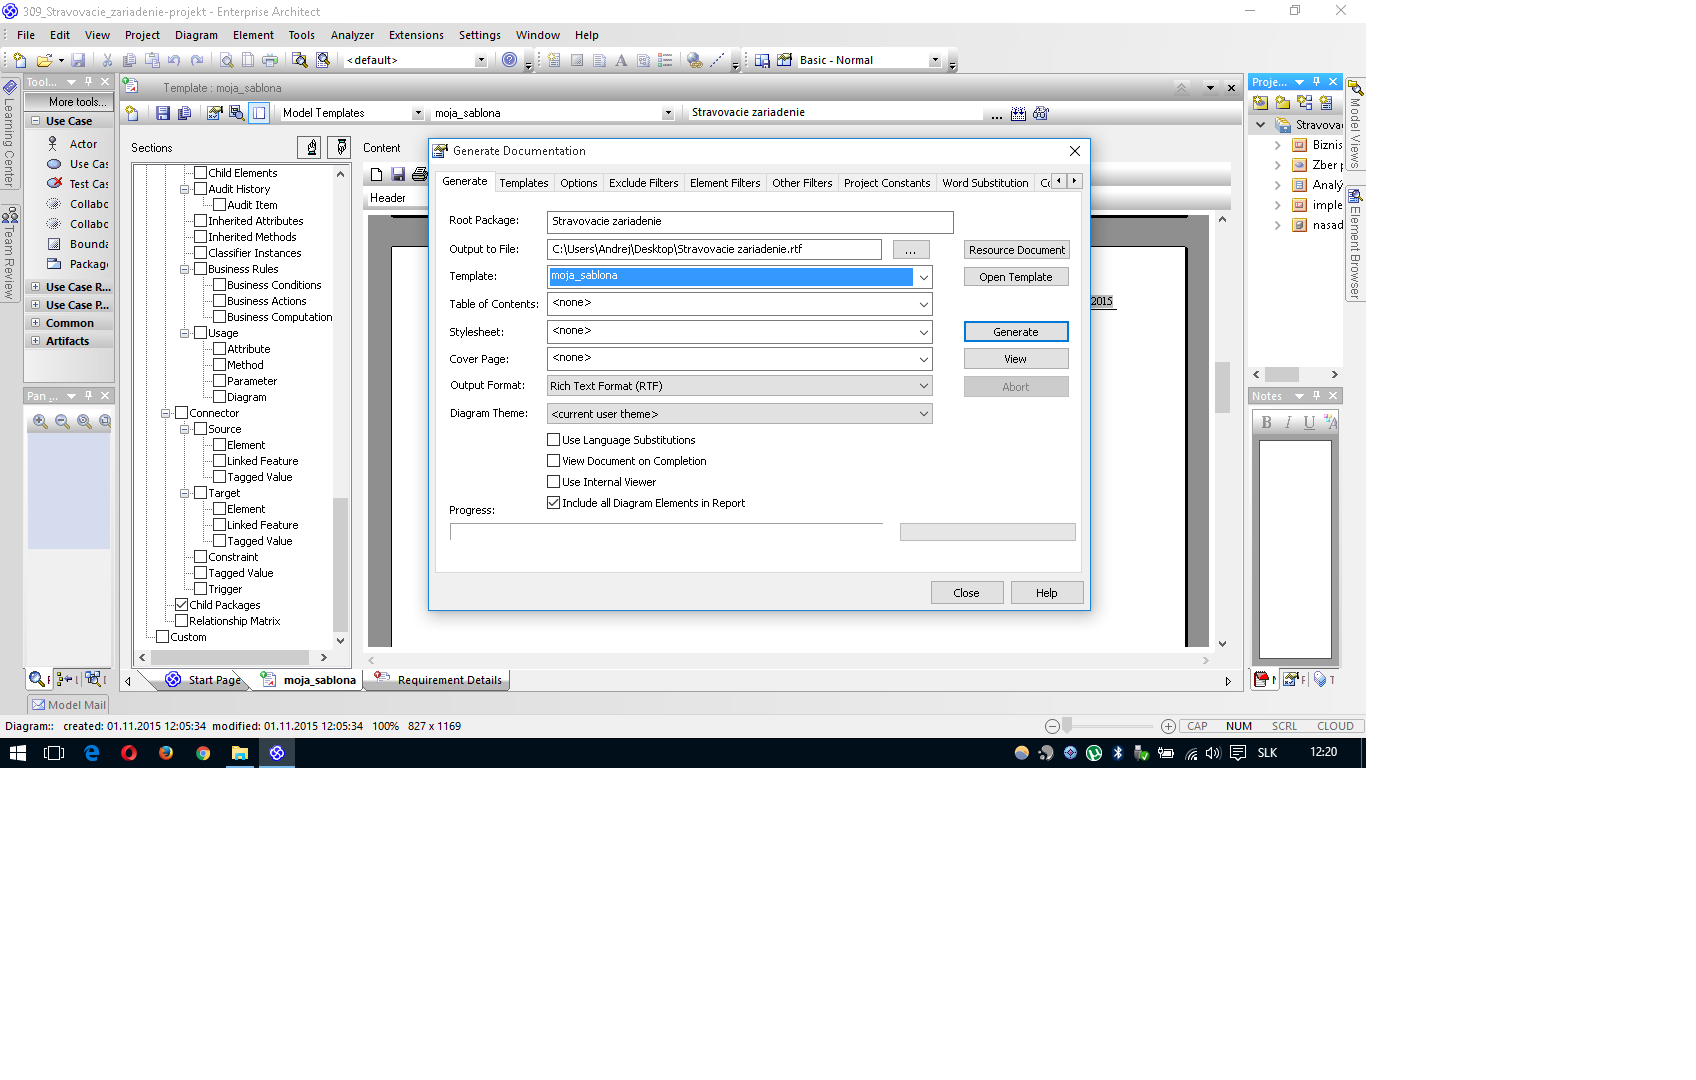 309_Stravovacie_zariadenie-projekt - Enterprise Architect
File Edit View Project Diagram Element Tools Analyzer Extensions Settings Window Help
<default>
Basic - Normal
Tool...
More tools...
Use Case
Actor
Use Cas
Test Cas
Collabo
Collabo
Bounda
Package
Use Case R...
Use Case P...
Common
Artifacts
Learning Center
Team Review
Pan ...
Template : moja_sablona
Model Templates
moja_sablona
Stravovacie zariadenie
...
Sections
Content
Header
Child Elements
Audit History
Audit Item
Inherited Attributes
Inherited Methods
Classifier Instances
Business Rules
Business Conditions
Business Actions
Business Computation
Usage
Attribute
Method
Parameter
Diagram
Connector
Source
Element
Linked Feature
Tagged Value
Target
Element
Linked Feature
Tagged Value
Constraint
Tagged Value
Trigger
Child Packages
Relationship Matrix
Custom
2015
Generate Documentation
Generate Templates Options Exclude Filters Element Filters Other Filters Project Constants Word Substitution Co
Root Package: Stravovacie zariadenie
Output to File: C:\Users\Andrej\Desktop\Stravovacie zariadenie.rtf ... Resource Document
Template: moja_sablona Open Template
Table of Contents: <none>
Stylesheet: <none> Generate
Cover Page: <none> View
Output Format: Rich Text Format (RTF) Abort
Diagram Theme: <current user theme>
Use Language Substitutions
View Document on Completion
Use Internal Viewer
Include all Diagram Elements in Report
Progress:
Close Help
Proje...
Stravova
Biznis
Zber p
Analý
imple
nasad
Model Views
Element Browser
Notes
B I U A
Start Page moja_sablona Requirement Details
Model Mail
Diagram:: created: 01.11.2015 12:05:34 modified: 01.11.2015 12:05:34 100% 827 x 1169
CAP NUM SCRL CLOUD
SLK 12:20